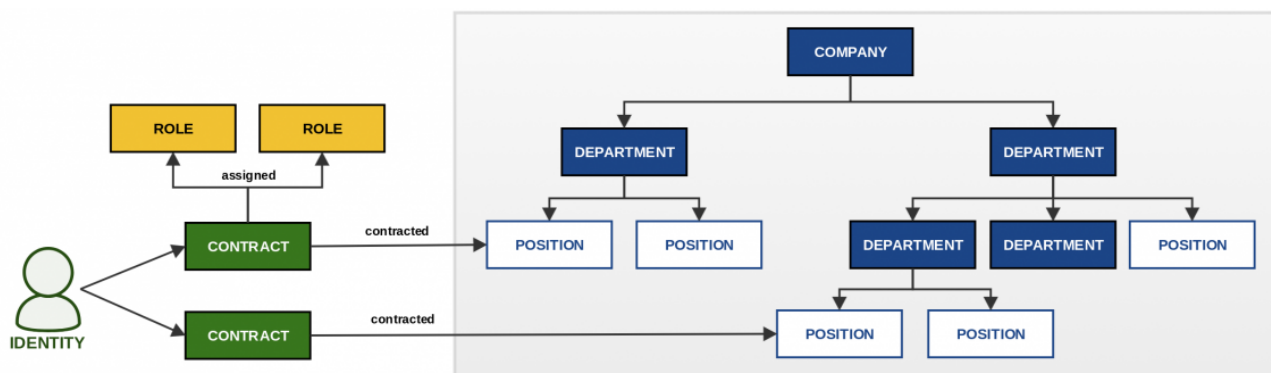 COMPANY
ROLE
ROLE
DEPARTMENT
DEPARTMENT
assigned
CONTRACT
contracted
POSITION
POSITION
DEPARTMENT
DEPARTMENT
POSITION
IDENTITY
CONTRACT
contracted
POSITION
POSITION